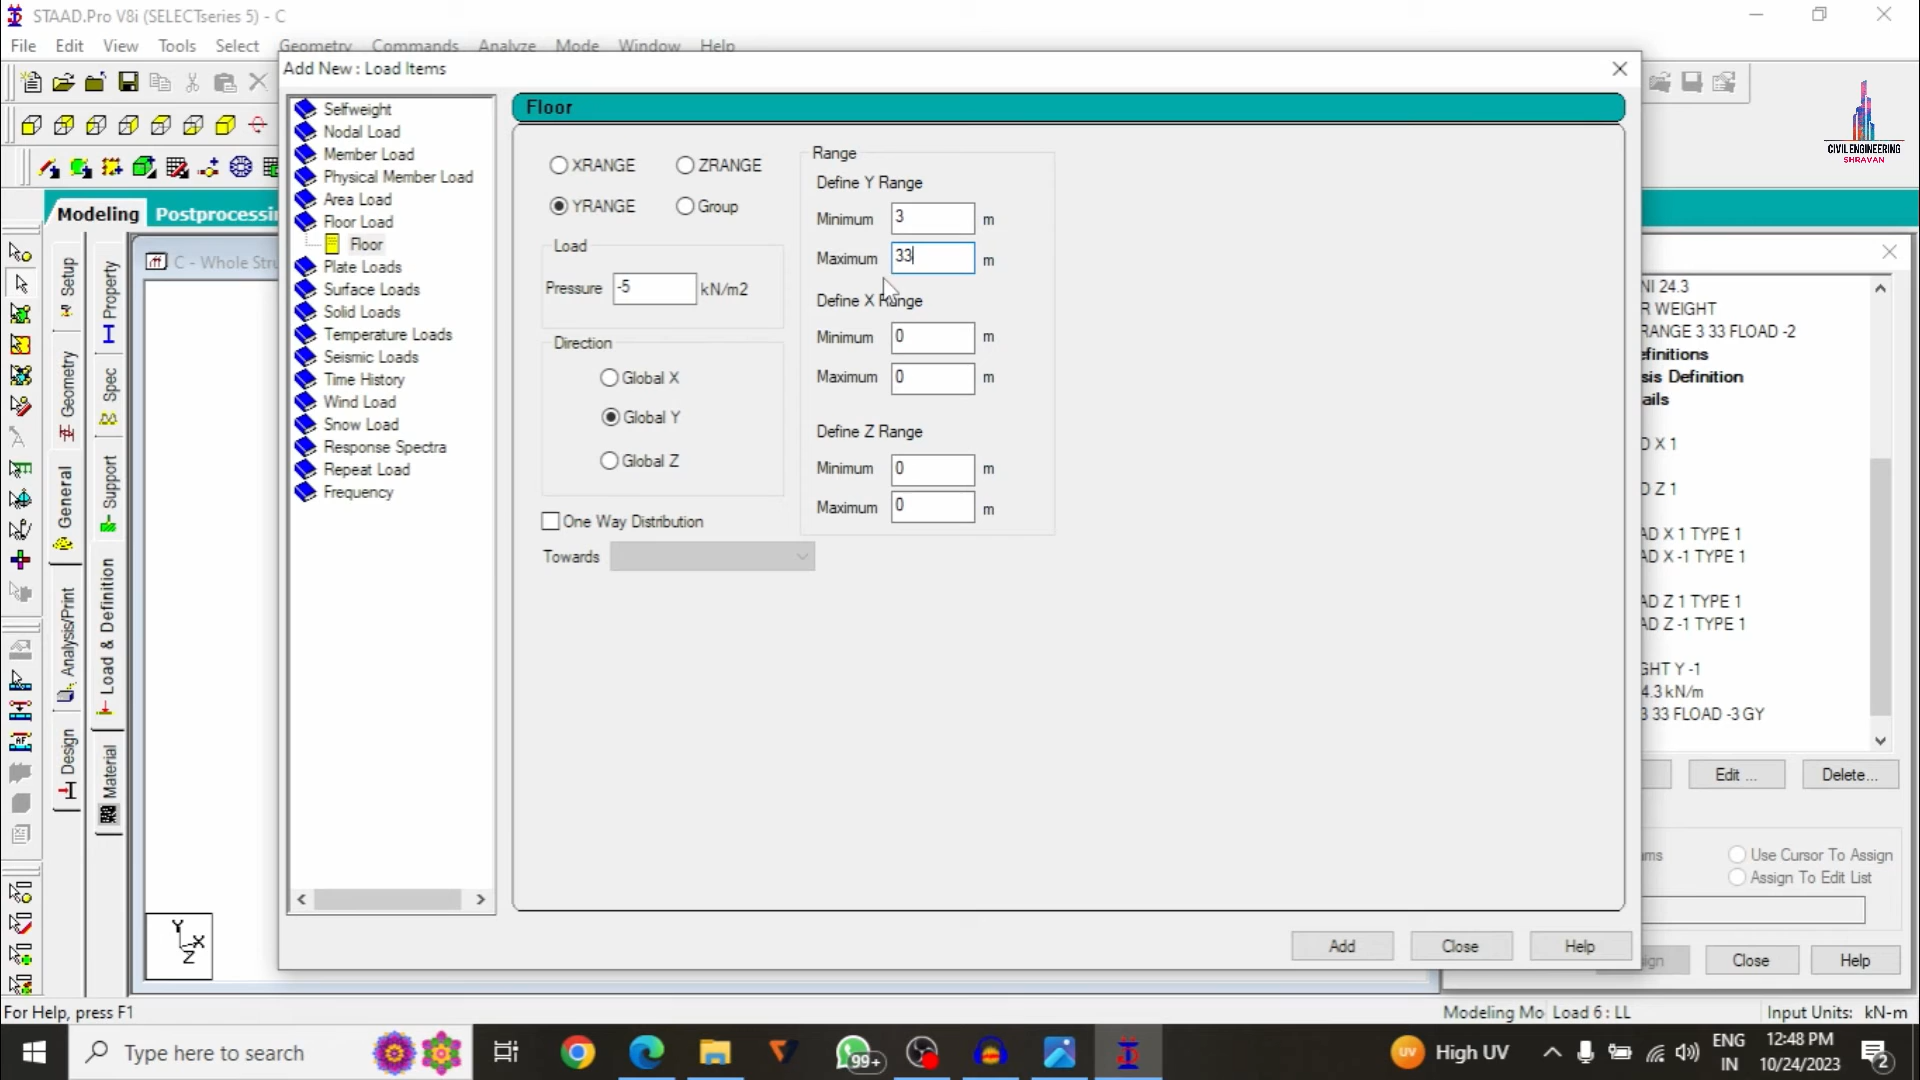 STAAD.Pro V8i (SELECTseries 5) - C
File Edit View Tools Select Geometry Commands Analyze Mode Window Help
Add New : Load Items
Selfweight
Nodal Load
Member Load
Physical Member Load
Area Load
Floor Load
Floor
Plate Loads
Surface Loads
Solid Loads
Temperature Loads
Seismic Loads
Time History
Wind Load
Snow Load
Response Spectra
Repeat Load
Frequency
Floor
XRANGE ZRANGE
YRANGE Group
Load
Pressure -5 kN/m2
Direction
Global X
Global Y
Global Z
One Way Distribution
Towards
Range
Define Y Range
Minimum 3 m
Maximum 33 m
Define X Range
Minimum 0 m
Maximum 0 m
Define Z Range
Minimum 0 m
Maximum 0 m
Add Close Help
CIVIL ENGINEERING
SHRAVAN
Modeling Postprocessin
C - Whole Stru
Setup
Geometry
General
Analysis/Print
Design
Property
Spec
Support
Load & Definition
Material
NI 24.3
R WEIGHT
RANGE 3 33 FLOAD -2
efinitions
sis Definition
ails
D X 1
D Z 1
AD X 1 TYPE 1
AD X -1 TYPE 1
AD Z 1 TYPE 1
AD Z -1 TYPE 1
GHT Y -1
4.3 kN/m
3 33 FLOAD -3 GY
Edit ... Delete...
ms Use Cursor To Assign
Assign To Edit List
ign Close Help
Y
X
Z
For Help, press F1
Modeling Mo Load 6 : LL Input Units: kN-m
Type here to search
99+
UV High UV
ENG
IN
12:48 PM
10/24/2023
2